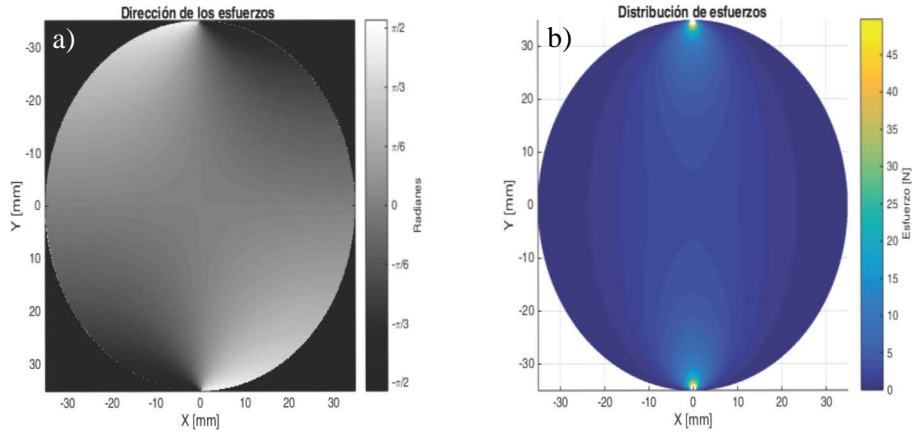 Dirección de los esfuerzos
a)
-30
-20
-10
0
10
20
30
Y [mm]
-30
-20
-10
0
10
20
30
X [mm]
π/2
π/3
π/6
0
-π/6
-π/3
-π/2
Radianes
Distribución de esfuerzos
b)
30
20
10
0
-10
-20
-30
Y [mm]
-30
-20
-10
0
10
20
30
X [mm]
45
40
35
30
25
20
15
10
5
0
Esfuerzo [N]